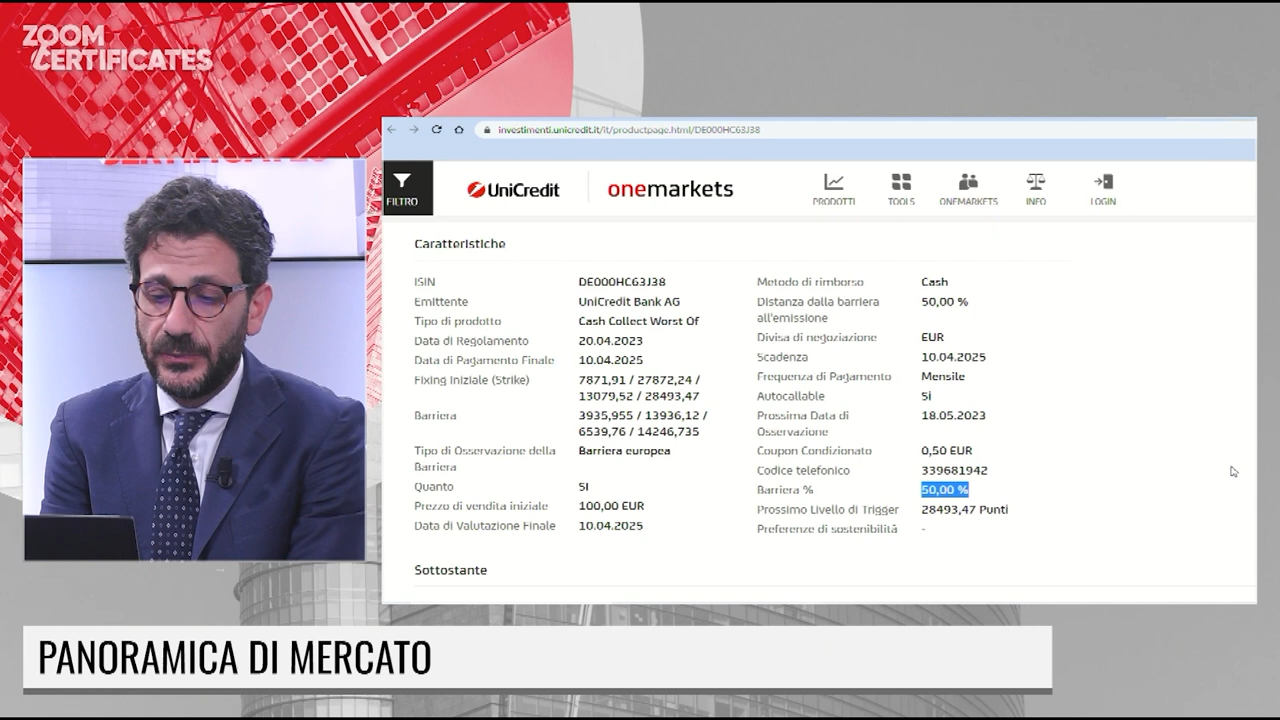 ZOOM
CERTIFICATES
investimenti.unicredit.it/it/productpage.html/DE000HC63J38
FILTRO
UniCredit
onemarkets
PRODOTTI
TOOLS
ONEMARKETS
INFO
LOGIN
Caratteristiche
ISIN DE000HC63J38
Emittente UniCredit Bank AG
Tipo di prodotto Cash Collect Worst Of
Data di Regolamento 20.04.2023
Data di Pagamento Finale 10.04.2025
Fixing Iniziale (Strike) 7871,91 / 27872,24 /
13079,52 / 28493,47
Barriera 3935,955 / 13936,12 /
6539,76 / 14246,735
Tipo di Osservazione della Barriera europea
Barriera
Quanto SI
Prezzo di vendita iniziale 100,00 EUR
Data di Valutazione Finale 10.04.2025
Metodo di rimborso Cash
Distanza dalla barriera 50,00 %
all'emissione
Divisa di negoziazione EUR
Scadenza 10.04.2025
Frequenza di Pagamento Mensile
Autocallable Si
Prossima Data di 18.05.2023
Osservazione
Coupon Condizionato 0,50 EUR
Codice telefonico 339681942
Barriera % 50,00 %
Prossimo Livello di Trigger 28493,47 Punti
Preferenze di sostenibilità -
Sottostante
PANORAMICA DI MERCATO